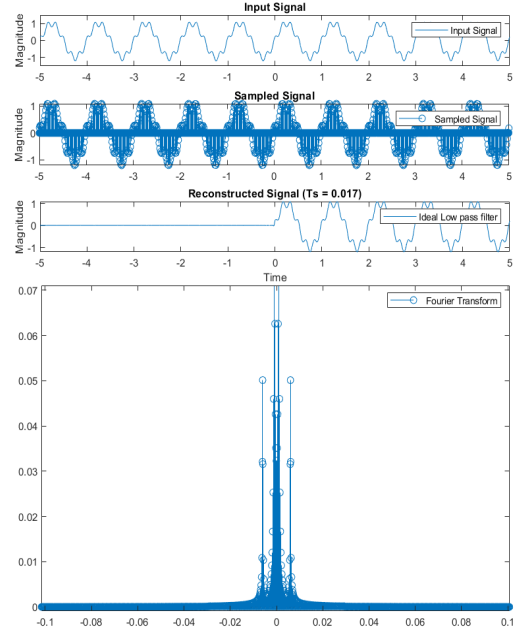 Input Signal
Magnitude
1
0
-1
Input Signal
-5 -4 -3 -2 -1 0 1 2 3 4 5
Sampled Signal
Magnitude
1
0
-1
Sampled Signal
-5 -4 -3 -2 -1 0 1 2 3 4 5
Reconstructed Signal (Ts = 0.017)
Magnitude
1
0
-1
Ideal Low pass filter
-5 -4 -3 -2 -1 0 1 2 3 4 5
Time
0.07
0.06
0.05
0.04
0.03
0.02
0.01
0
Fourier Transform
-0.1 -0.08 -0.06 -0.04 -0.02 0 0.02 0.04 0.06 0.08 0.1